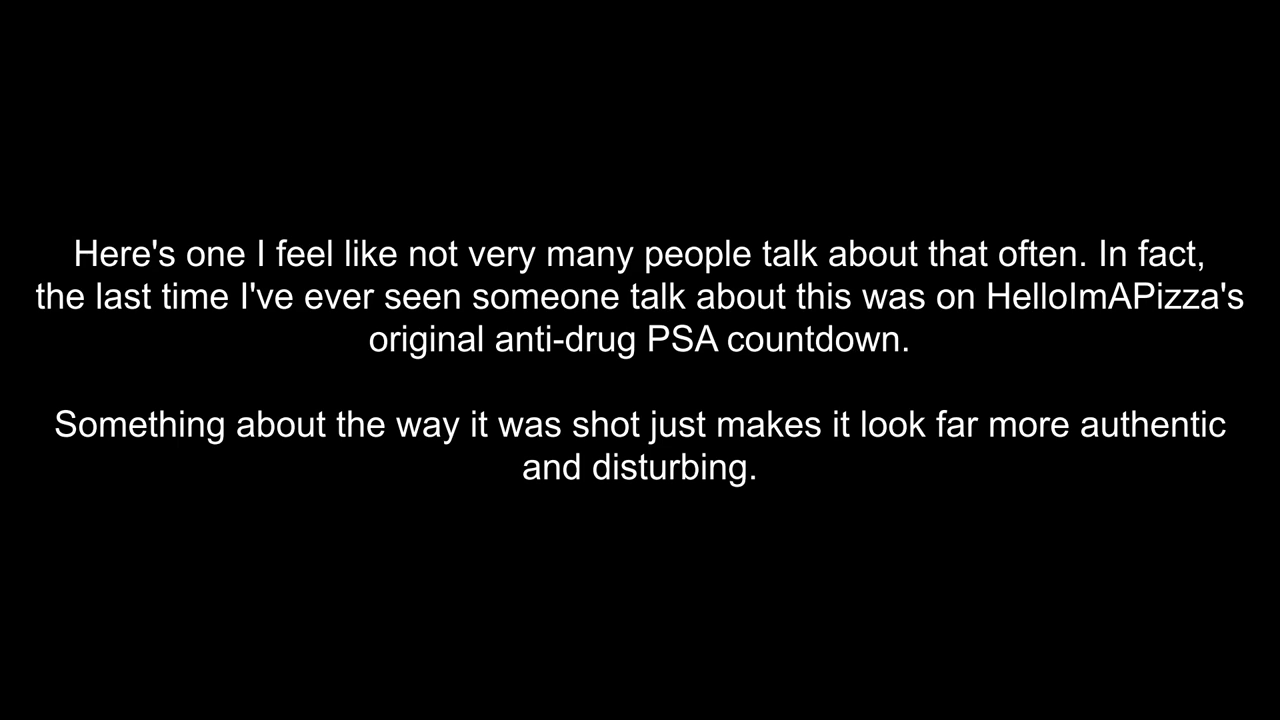 Here's one I feel like not very many people talk about that often. In fact,
the last time I've ever seen someone talk about this was on HelloImAPizza's
original anti-drug PSA countdown.
Something about the way it was shot just makes it look far more authentic
and disturbing.